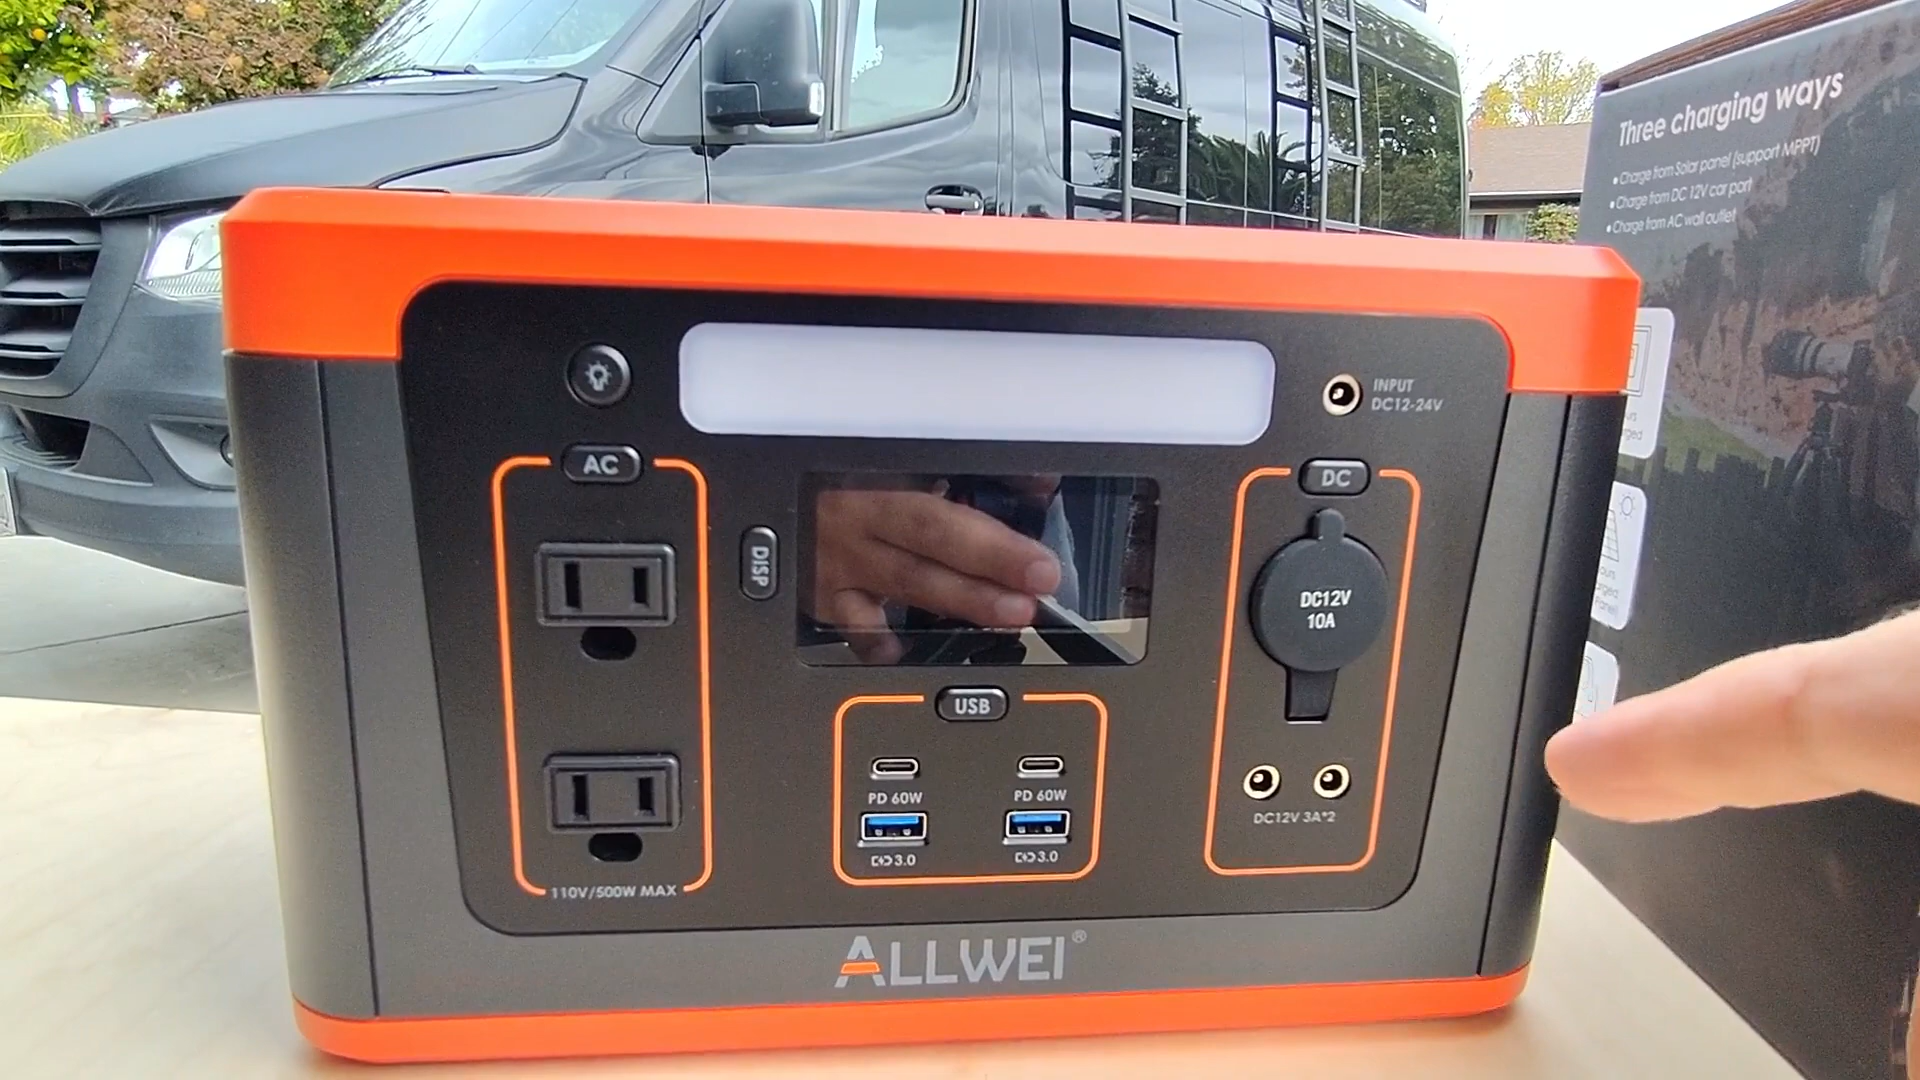 Three charging ways
• Charge from Solar panel (support MPPT)
• Charge from DC 12V car port
• Charge from AC wall outlet
INPUT
DC12-24V
AC
DC
DISP
DC12V
10A
USB
PD 60W
PD 60W
3.0
3.0
DC12V 3A*2
110V/500W MAX
ALLWEI®